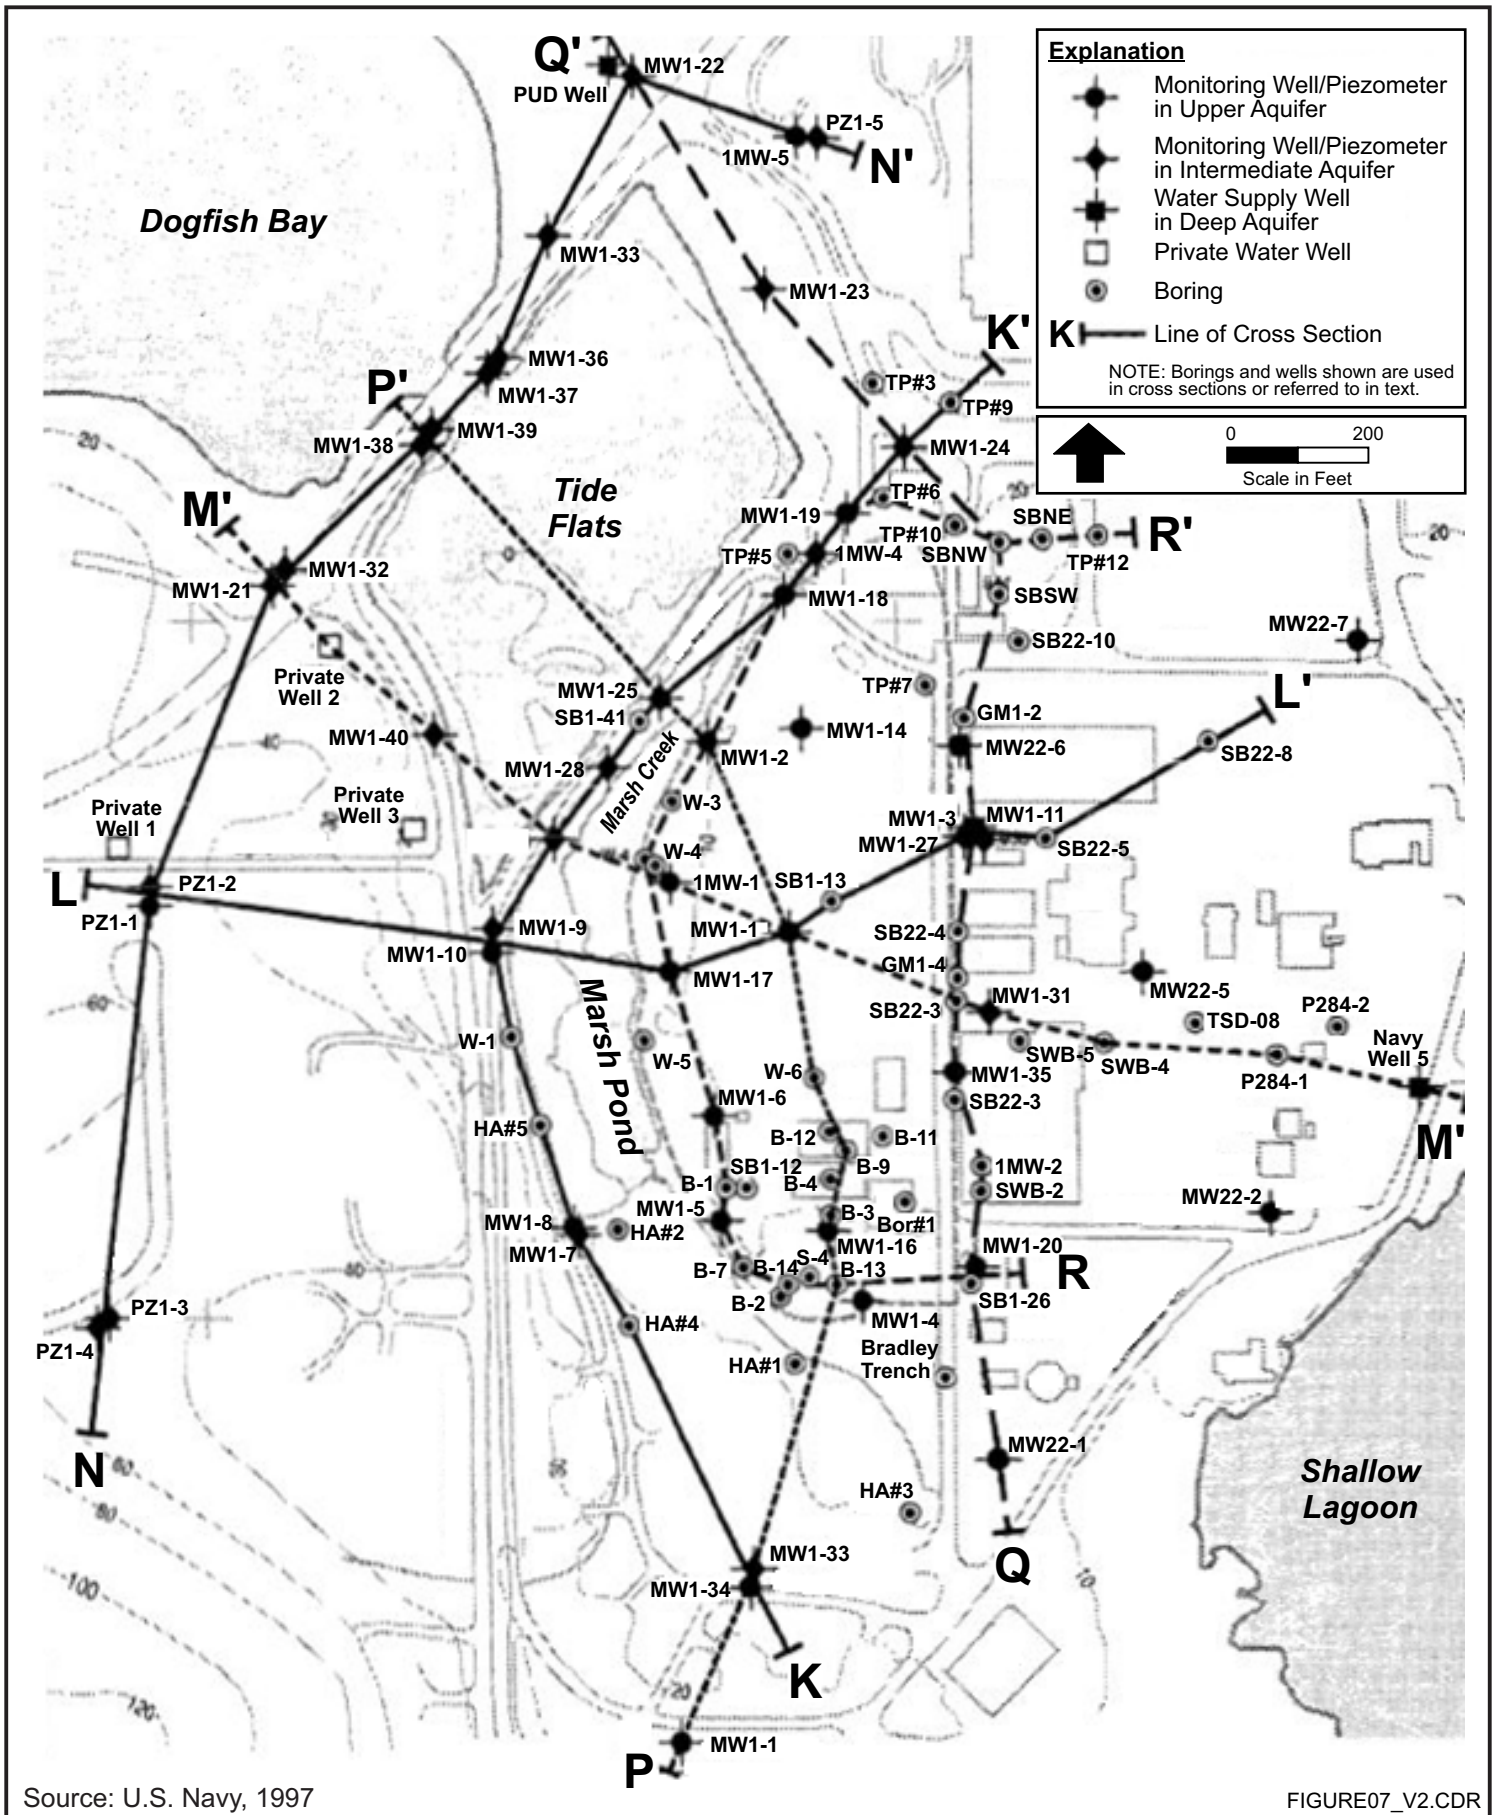 Q'
MW1-22
PUD Well
PZ1-5
1MW-5
N'
Explanation
Monitoring Well/Piezometer
in Upper Aquifer
Monitoring Well/Piezometer
in Intermediate Aquifer
Water Supply Well
in Deep Aquifer
Private Water Well
Boring
K
Line of Cross Section
NOTE: Borings and wells shown are used
in cross sections or referred to in text.
0
200
Scale in Feet
Dogfish Bay
MW1-33
MW1-23
K'
MW1-36
MW1-37
TP#3
TP#9
P'
MW1-39
MW1-38
MW1-24
20
Tide
Flats
M'
TP#6
20
MW1-19
TP#10
SBNE
R'
20
TP#5
1MW-4
SBNW
TP#12
0
MW1-32
MW1-21
MW1-18
SBSW
MW22-7
SB22-10
Private
Well 2
MW1-25
TP#7
L'
SB1-41
GM1-2
MW1-40
40
MW1-2
MW1-14
MW22-6
SB22-8
MW1-28
Marsh Creek
W-3
Private
Well 1
Private
Well 3
MW1-3
MW1-11
MW1-27
SB22-5
W-4
L
PZ1-2
1MW-1
SB1-13
PZ1-1
MW1-9
MW1-1
SB22-4
MW1-10
MW1-17
GM1-4
MW22-5
60
Marsh Pond
SB22-3
MW1-31
P284-2
TSD-08
W-1
W-5
SWB-5
SWB-4
Navy
Well 5
P284-1
W-6
MW1-35
MW1-6
SB22-3
HA#5
B-12
B-11
M'
SB1-12
B-9
1MW-2
B-1
B-4
SWB-2
MW22-2
MW1-8
MW1-5
B-3
Bor#1
HA#2
MW1-7
MW1-16
MW1-20
S-4
R
B-7
B-14
B-13
40
B-2
SB1-26
PZ1-3
HA#4
MW1-4
PZ1-4
HA#1
Bradley
Trench
N
60
MW22-1
Shallow
Lagoon
80
HA#3
Q
MW1-33
100
MW1-34
10
K
20
120
MW1-1
P
Source: U.S. Navy, 1997
FIGURE07_V2.CDR